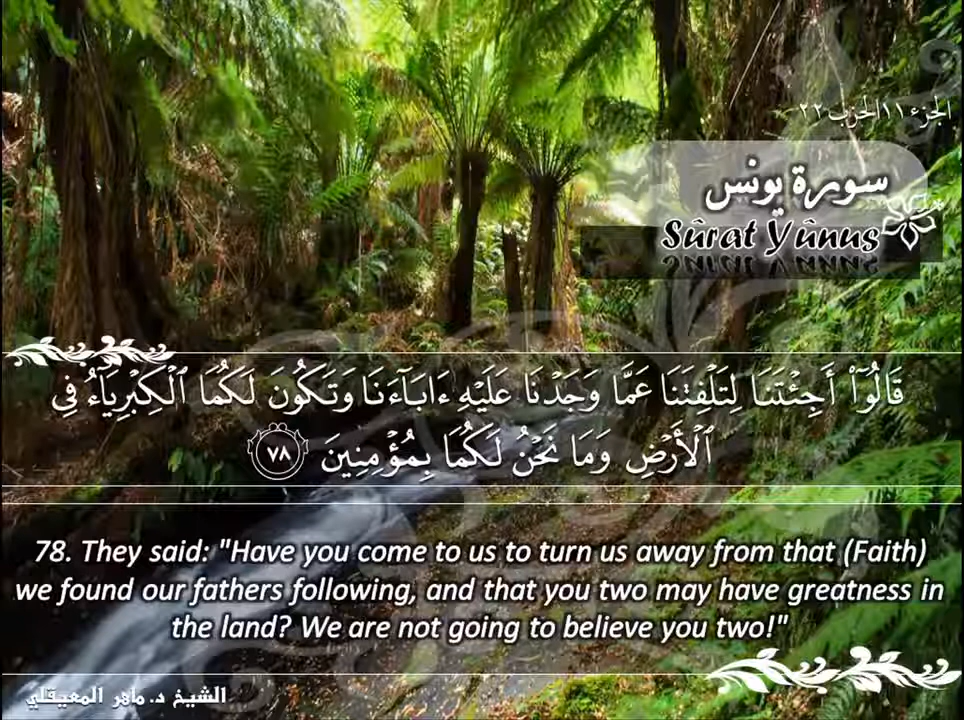 الجزء ١١ الحزب ٢٢
سورة يونس
Sûrat Yûnus
قَالُوٓاْ أَجِئۡتَنَا لِتَلۡفِتَنَا عَمَّا وَجَدۡنَا عَلَيۡهِ ءَابَآءَنَا وَتَكُونَ لَكُمَا ٱلۡكِبۡرِيَآءُ فِي
ٱلۡأَرۡضِ وَمَا نَحۡنُ لَكُمَا بِمُؤۡمِنِينَ ٧٨
78. They said: "Have you come to us to turn us away from that (Faith)
we found our fathers following, and that you two may have greatness in
the land? We are not going to believe you two!"
الشيخ د. ماهر المعيقلي